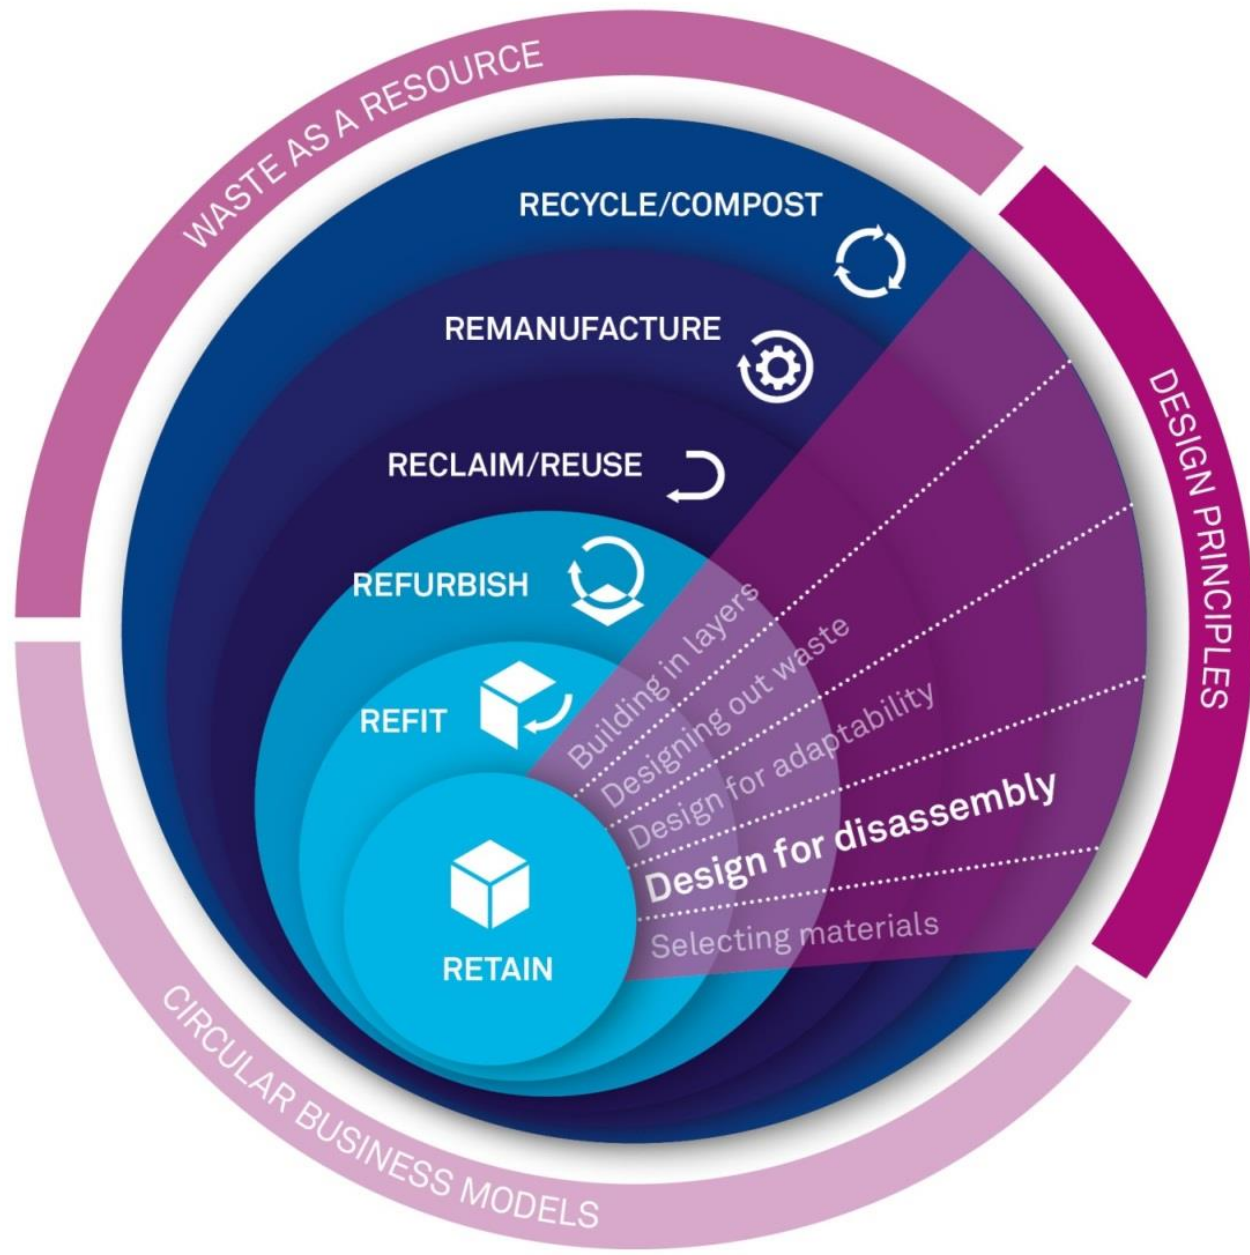 WASTE AS A RESOURCE
RECYCLE/COMPOST
REMANUFACTURE
RECLAIM/REUSE
REFURBISH
REFIT
RETAIN
Building in layers
Designing out waste
Design for adaptability
Design for disassembly
Selecting materials
DESIGN PRINCIPLES
CIRCULAR BUSINESS MODELS